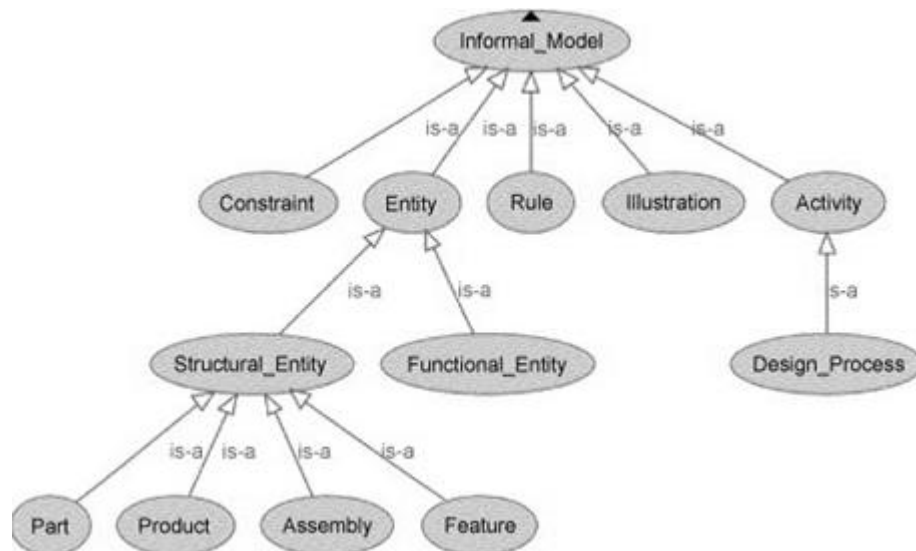 Informal_Model
is-a is-a is-a is-a is-a
Constraint Entity Rule Illustration Activity
is-a is-a s-a
Structural_Entity Functional_Entity Design_Process
is-a is-a is-a is-a
Part Product Assembly Feature